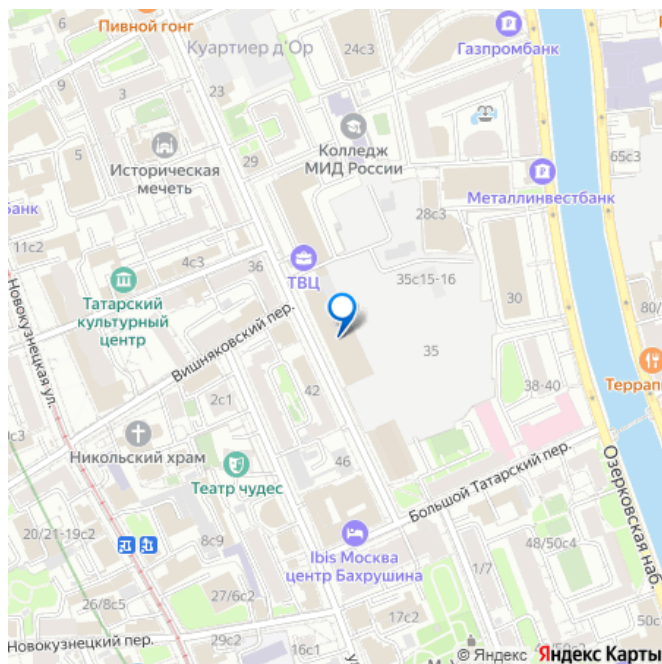 Пивной гонг
66
Куартиер д'Ор
24с3
Газпромбанк
9
3
23
5
Историческая
мечеть
29
Колледж
МИД России
65с3
Металлинвестбанк
банк
28с3
11с2
4с3
36
ТВЦ
35с15-16
30
80/
Татарский
культурный
центр
Новокузнецкая ул.
Вишняковский пер.
35
Террап
2с1
42
38-40
Никольский храм
Театр чудес
46
Большой Татарский пер.
Озерковская наб.
20/21-19с2
8с9
Ibis Москва
центр Бахрушина
48/50с4
1/7
26/8с5
27/6с2
17с2
Новокузнецкий пер.
29с2
16с1
50с
© Яндекс Яндекс Карты